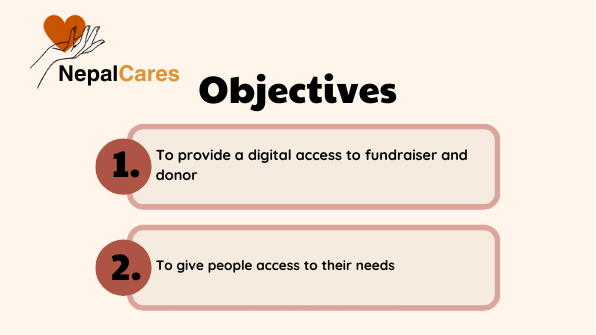 NepalCares
Objectives
1.
To provide a digital access to fundraiser and
donor
2.
To give people access to their needs